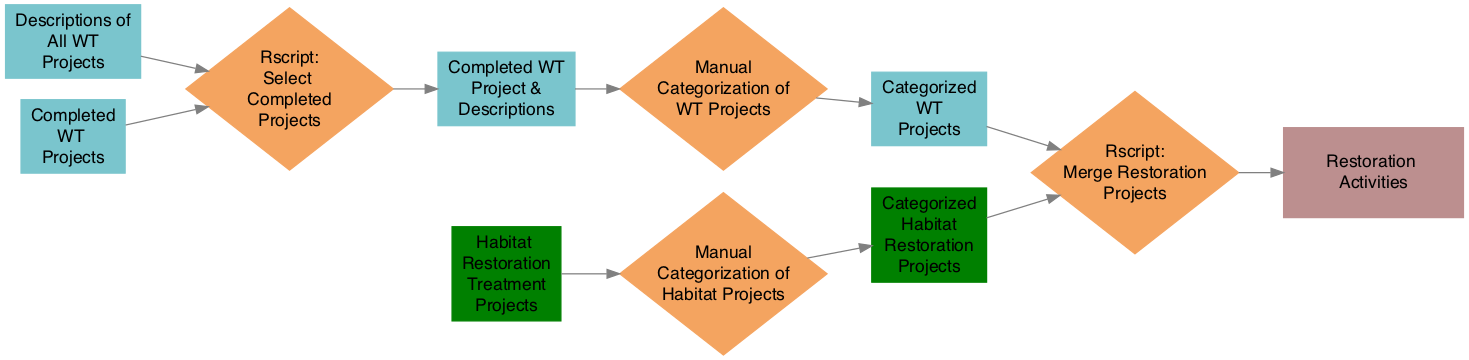 Descriptions of
All WT
Projects
Completed
WT
Projects
Rscript:
Select
Completed
Projects
Completed WT
Project &
Descriptions
Manual
Categorization of
WT Projects
Categorized
WT
Projects
Habitat
Restoration
Treatment
Projects
Manual
Categorization of
Habitat Projects
Categorized
Habitat
Restoration
Projects
Rscript:
Merge Restoration
Projects
Restoration
Activities